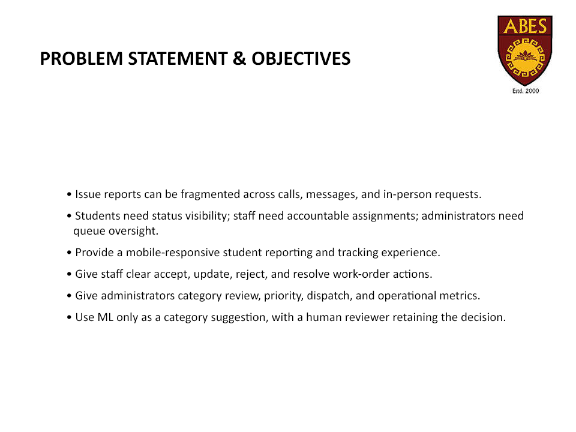 ABES
Estd. 2000
PROBLEM STATEMENT & OBJECTIVES
• Issue reports can be fragmented across calls, messages, and in-person requests.
• Students need status visibility; staff need accountable assignments; administrators need
queue oversight.
• Provide a mobile-responsive student reporting and tracking experience.
• Give staff clear accept, update, reject, and resolve work-order actions.
• Give administrators category review, priority, dispatch, and operational metrics.
• Use ML only as a category suggestion, with a human reviewer retaining the decision.